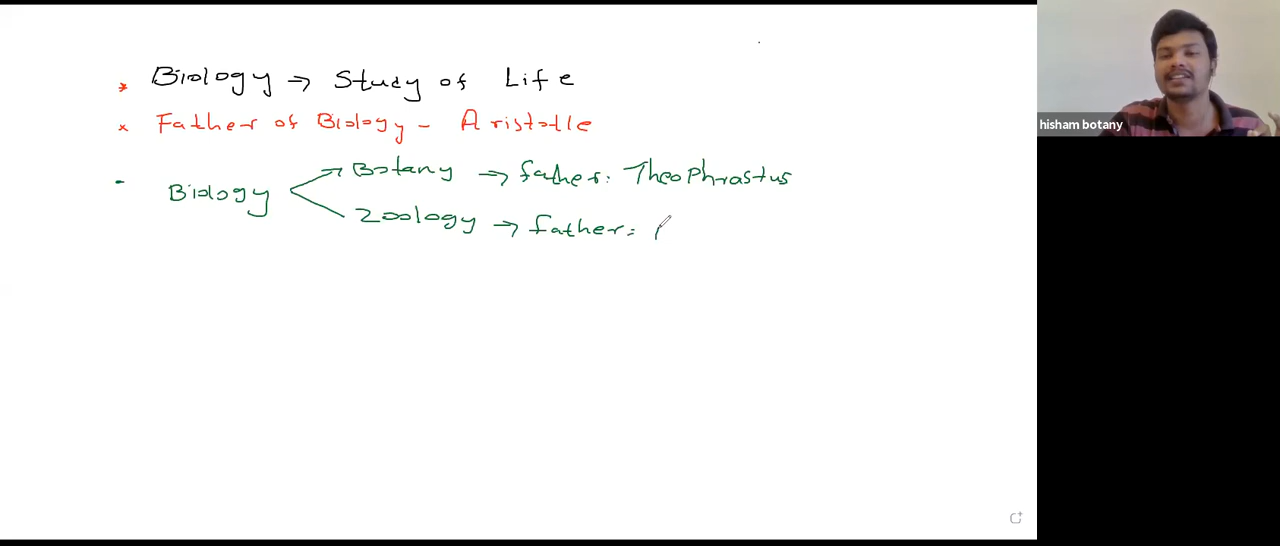 * Biology → Study of Life
× Father of Biology - Aristotle
- Biology
Botany → father: Theophrastus
Zoology → father:
hisham botany